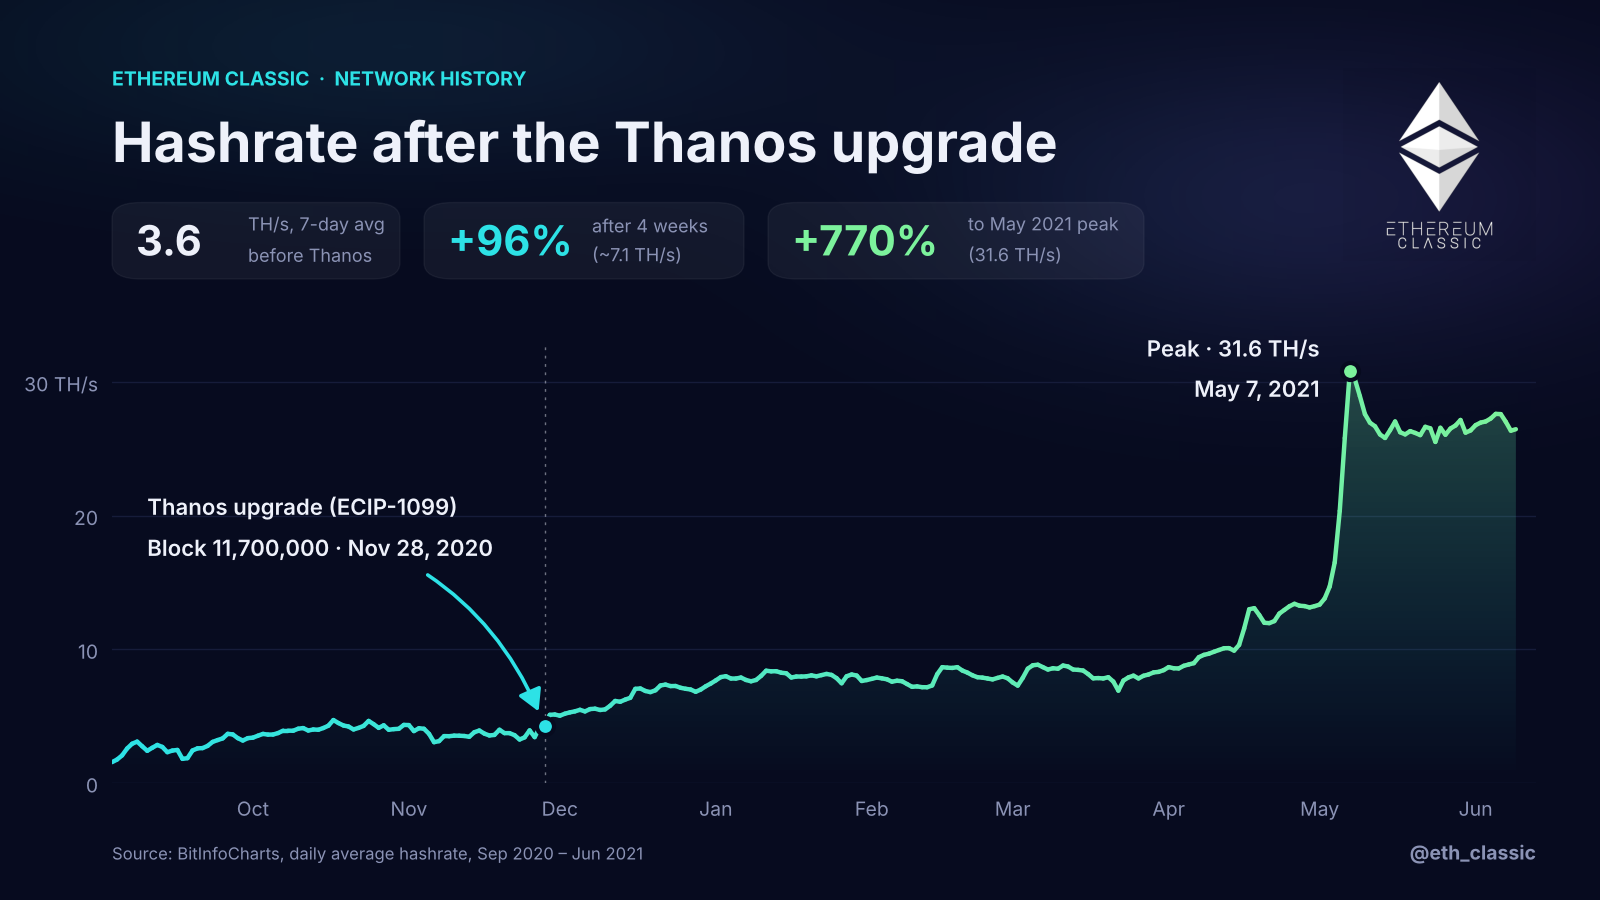 ETHEREUM CLASSIC · NETWORK HISTORY
Hashrate after the Thanos upgrade
3.6
TH/s, 7-day avg
before Thanos
+96%
after 4 weeks
(~7.1 TH/s)
+770%
to May 2021 peak
(31.6 TH/s)
ETHEREUM
CLASSIC
Peak · 31.6 TH/s
May 7, 2021
30 TH/s
Thanos upgrade (ECIP-1099)
20
Block 11,700,000 · Nov 28, 2020
10
0
Oct Nov Dec Jan Feb Mar Apr May Jun
Source: BitInfoCharts, daily average hashrate, Sep 2020 – Jun 2021
@eth_classic